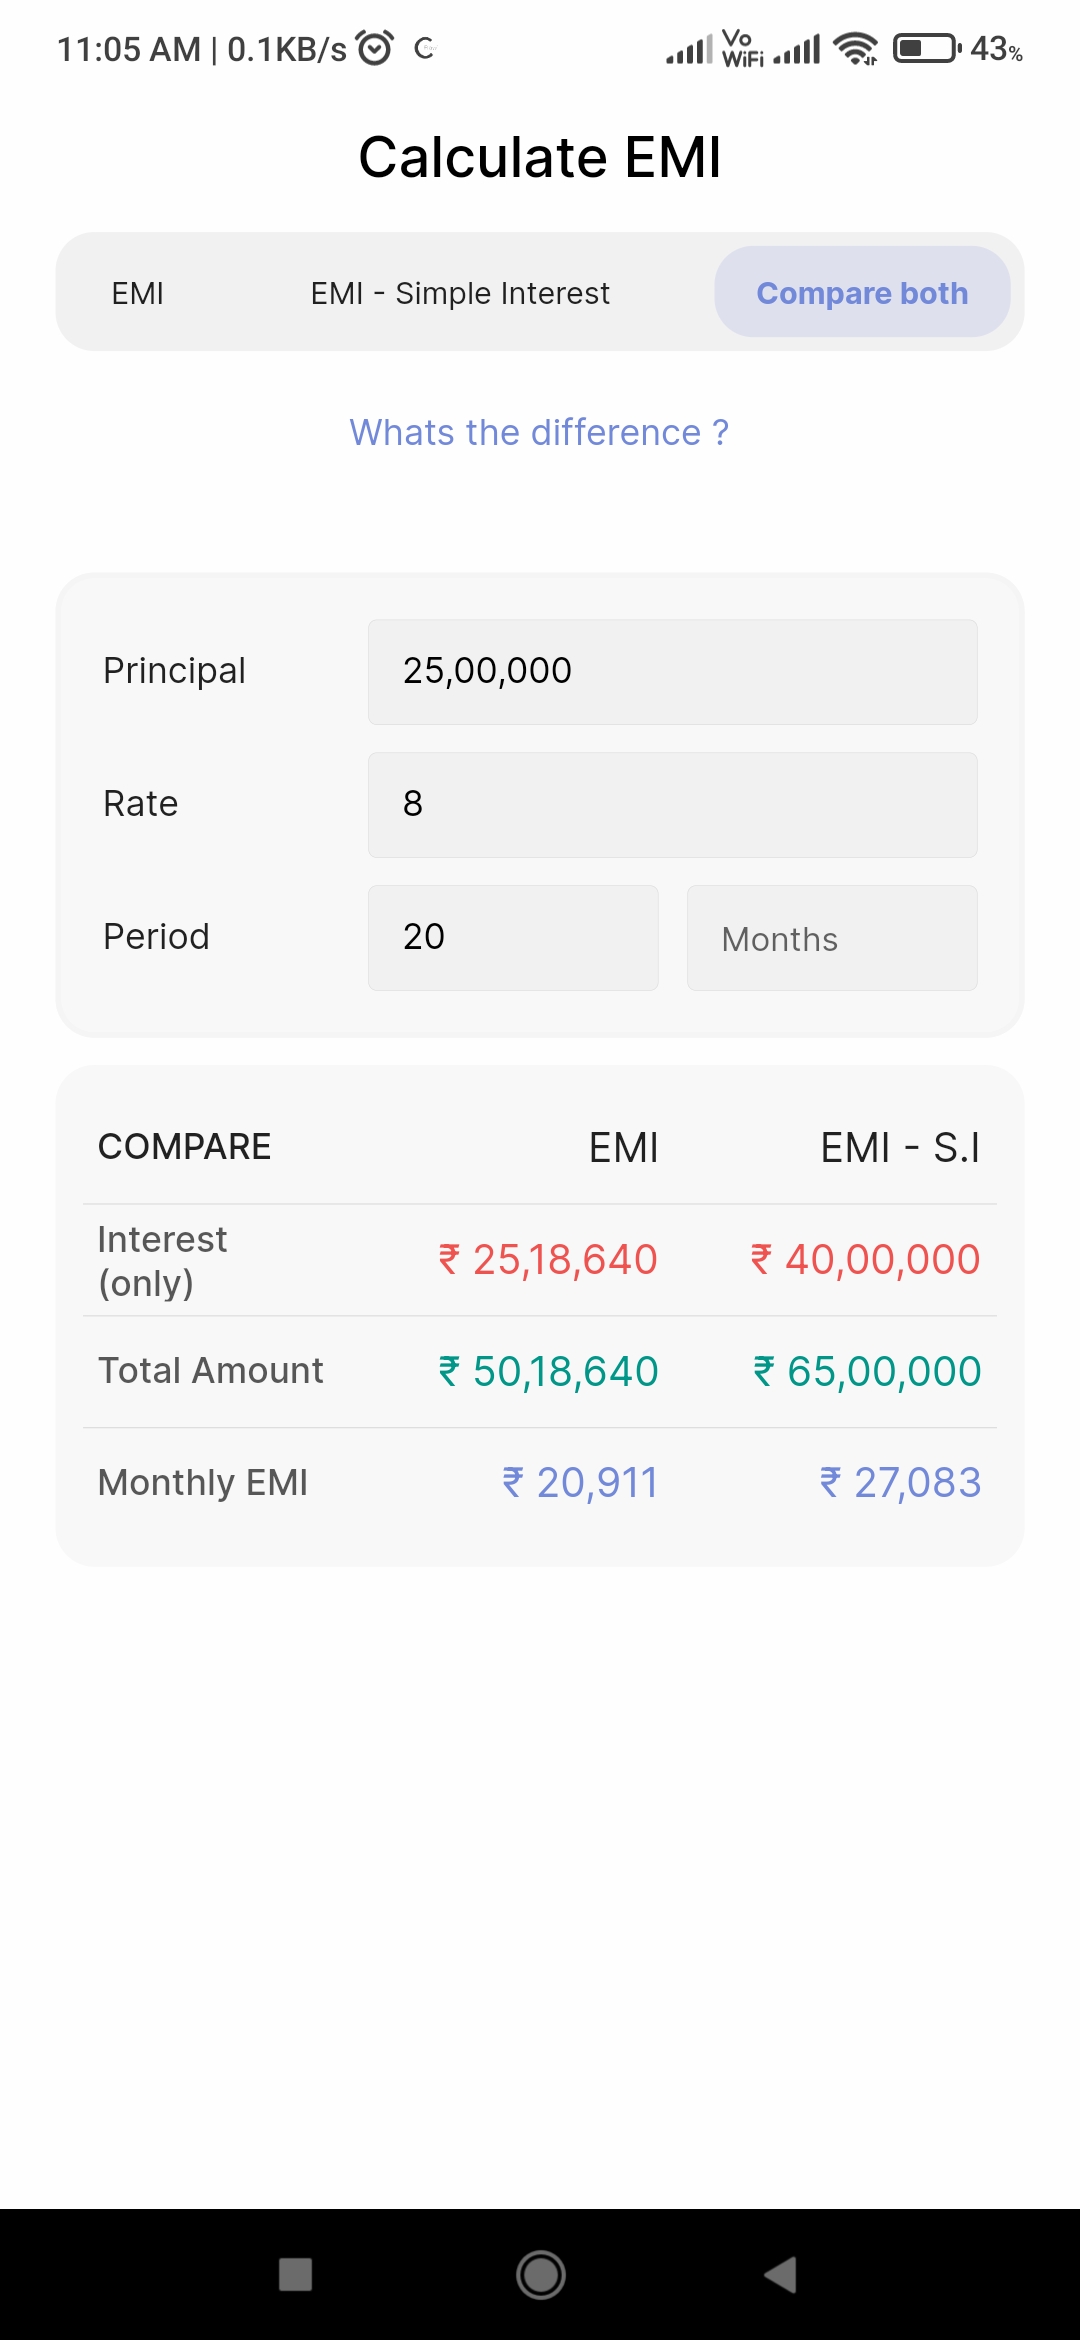 11:05 AM | 0.1KB/s Vo WiFi 43%
Calculate EMI
EMI EMI - Simple Interest Compare both
Whats the difference ?
Principal 25,00,000
Rate 8
Period 20 Months
COMPARE EMI EMI - S.I
Interest
(only) ₹ 25,18,640 ₹ 40,00,000
Total Amount ₹ 50,18,640 ₹ 65,00,000
Monthly EMI ₹ 20,911 ₹ 27,083